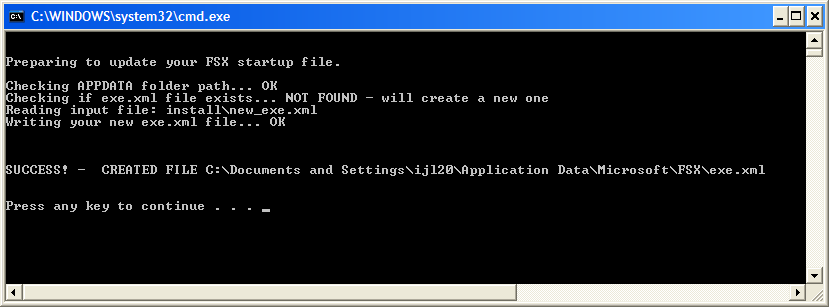 C:\WINDOWS\system32\cmd.exe
Preparing to update your FSX startup file.
Checking APPDATA folder path... OK
Checking if exe.xml file exists... NOT FOUND - will create a new one
Reading input file: install\new_exe.xml
Writing your new exe.xml file... OK
SUCCESS! -  CREATED FILE C:\Documents and Settings\ijl20\Application Data\Microsoft\FSX\exe.xml
Press any key to continue . . . _